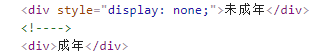 <div style="display: none;">未成年</div>
<!---->
<div>成年</div>